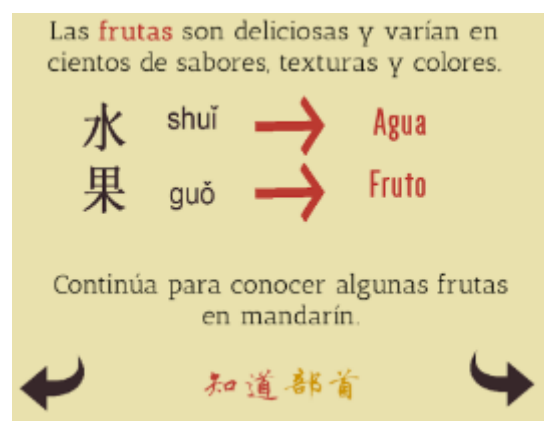 Las frutas son deliciosas y varían en
cientos de sabores, texturas y colores.
水 shuǐ Agua
果 guǒ Fruto
Continúa para conocer algunas frutas
en mandarín.
知道部首